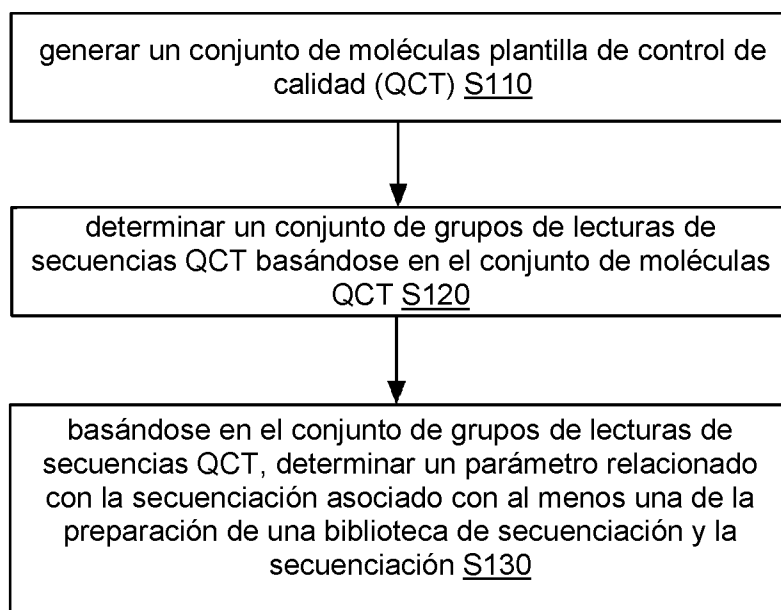 generar un conjunto de moléculas plantilla de control de
calidad (QCT) S110
determinar un conjunto de grupos de lecturas de
secuencias QCT basándose en el conjunto de moléculas
QCT S120
basándose en el conjunto de grupos de lecturas de
secuencias QCT, determinar un parámetro relacionado
con la secuenciación asociado con al menos una de la
preparación de una biblioteca de secuenciación y la
secuenciación S130